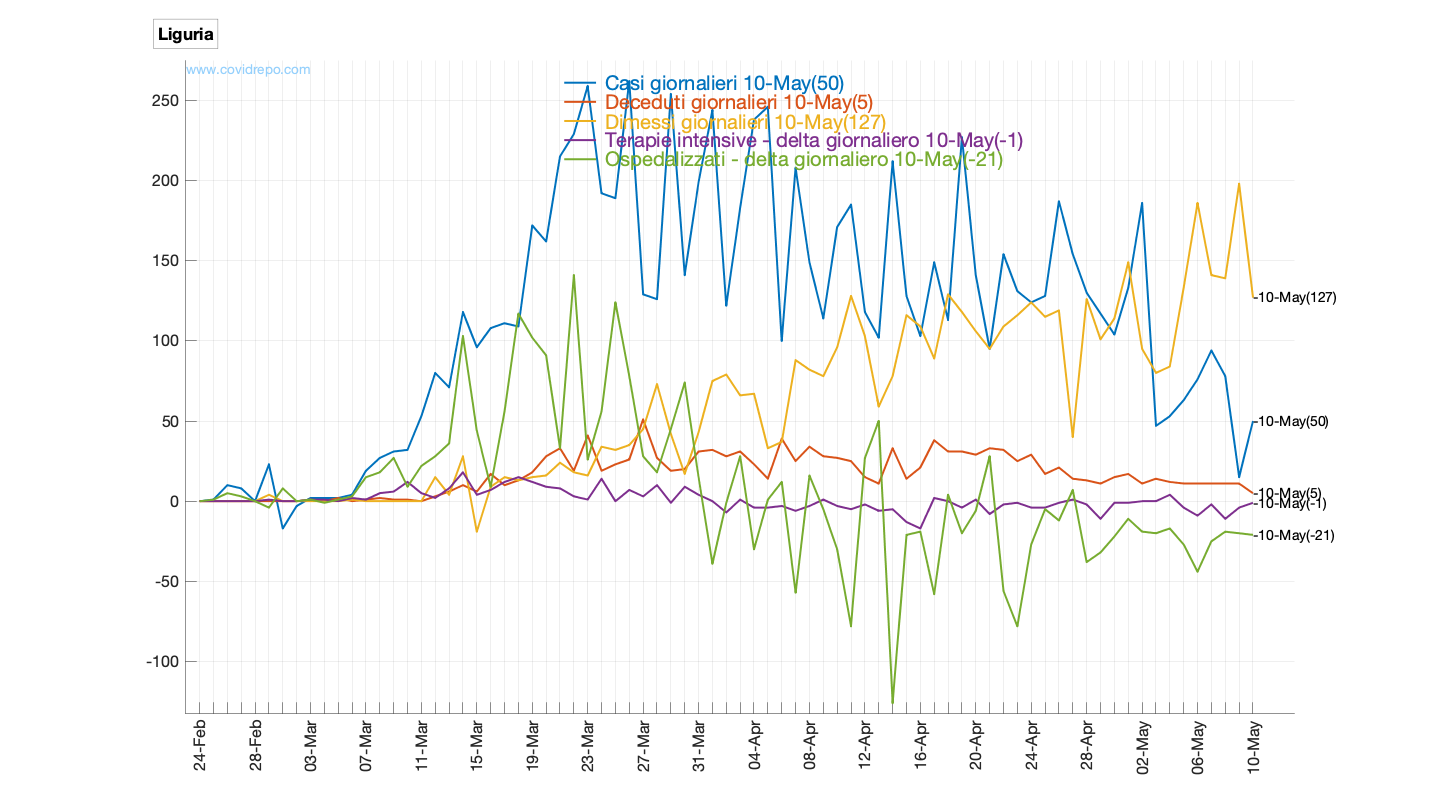 Liguria
www.covidrepo.com
Casi giornalieri 10-May(50)
Deceduti giornalieri 10-May(5)
Dimessi giornalieri 10-May(127)
Terapie intensive - delta giornaliero 10-May(-1)
Ospedalizzati - delta giornaliero 10-May(-21)
250
200
150
100
50
0
-50
-100
10-May(127)
10-May(50)
10-May(5)
10-May(-1)
10-May(-21)
24-Feb
28-Feb
03-Mar
07-Mar
11-Mar
15-Mar
19-Mar
23-Mar
27-Mar
31-Mar
04-Apr
08-Apr
12-Apr
16-Apr
20-Apr
24-Apr
28-Apr
02-May
06-May
10-May